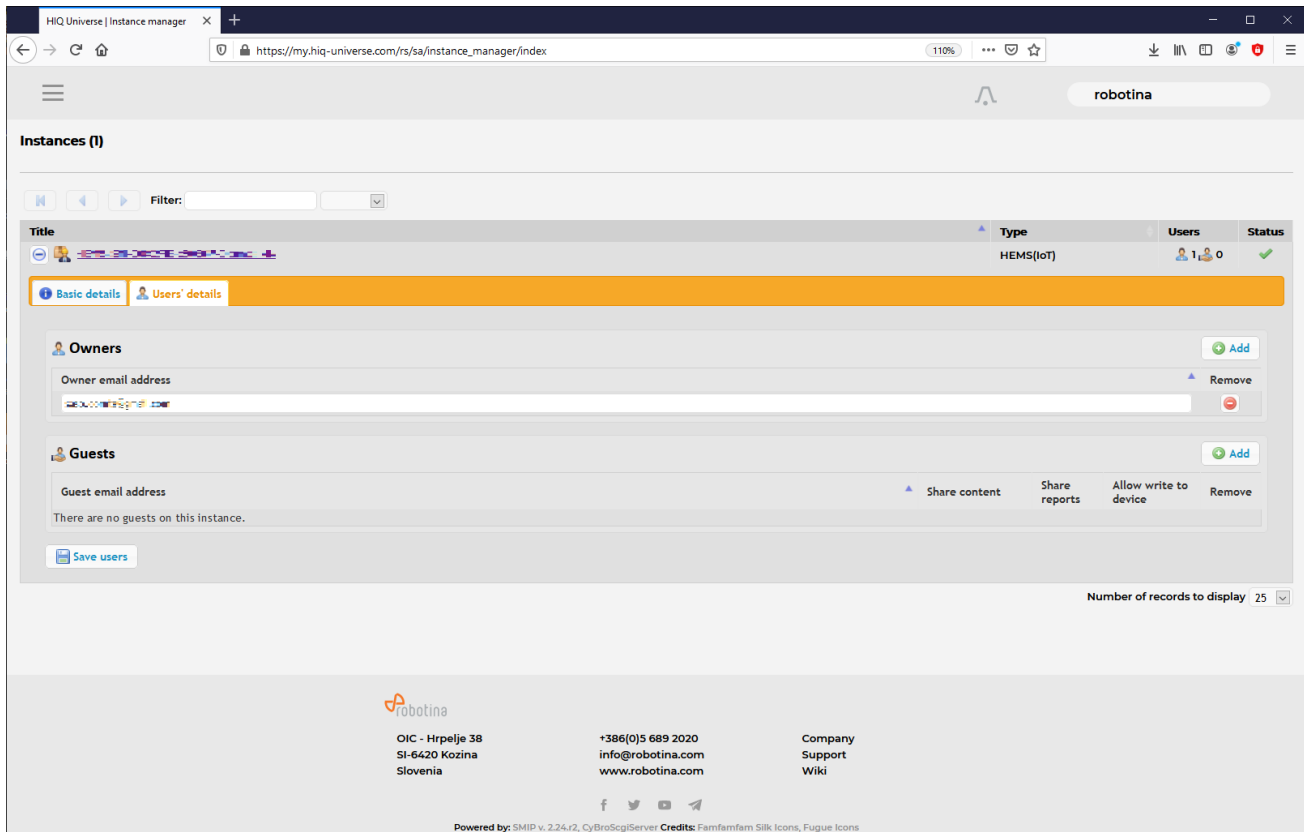 HIQ Universe | Instance manager
https://my.hiq-universe.com/rs/sa/instance_manager/index
110%
robotina
Instances (1)
Filter:
Title Type Users Status
HEMS(IoT) 1 0
Basic details Users' details
Owners Add
Owner email address Remove
Guests Add
Guest email address Share content Share reports Allow write to device Remove
There are no guests on this instance.
Save users
Number of records to display 25
robotina
OIC - Hrpelje 38 +386(0)5 689 2020 Company
SI-6420 Kozina info@robotina.com Support
Slovenia www.robotina.com Wiki
Powered by: SMIP v. 2.24.r2, CyBroScgiServer Credits: Famfamfam Silk Icons, Fugue Icons